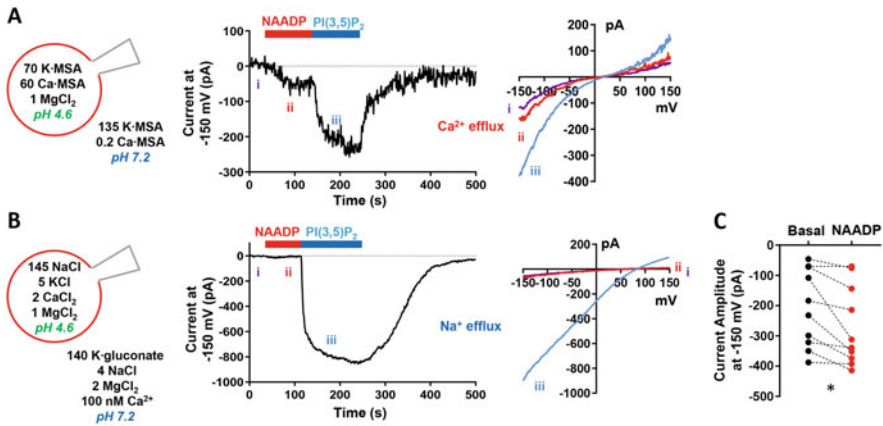 A
70 K·MSA
60 Ca·MSA
1 MgCl2
pH 4.6
135 K·MSA
0.2 Ca·MSA
pH 7.2
NAADP PI(3,5)P2
Current at
-150 mV (pA)
0
-100
-200
-300
i
ii
iii
Ca2+ efflux
0 100 200 300 400 500
Time (s)
pA
200
100
-150 -100 -50 50 100 150
mV
-100
-200
-300
-400
i
ii
iii
B
145 NaCl
5 KCl
2 CaCl2
1 MgCl2
pH 4.6
140 K-gluconate
4 NaCl
2 MgCl2
100 nM Ca2+
pH 7.2
NAADP PI(3,5)P2
Current at
-150 mV (pA)
0
-200
-400
-600
-800
-1000
i ii
iii
Na+ efflux
0 100 200 300 400 500
Time (s)
pA
200
-150 -100 -50 50 100 150
mV
-200
-400
-600
-800
-1000
ii
i
iii
C
Basal NAADP
Current Amplitude
at -150 mV (pA)
0
-100
-200
-300
-400
-500
*